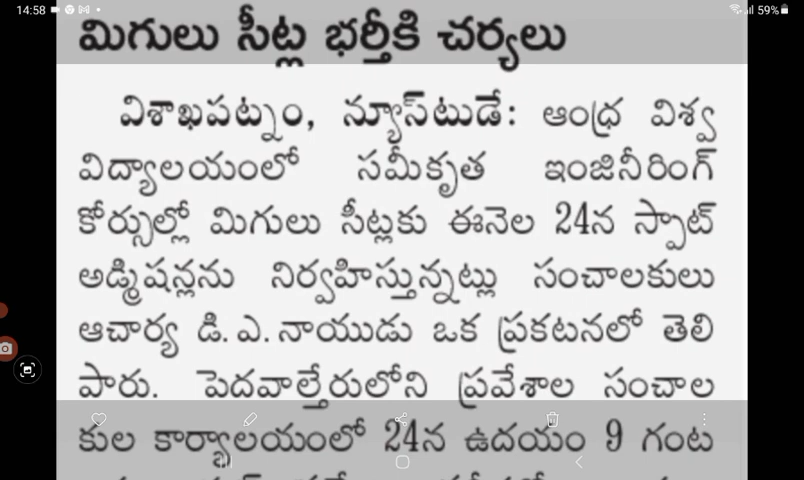 14:58
59%
మిగులు సీట్ల భర్తీకి చర్యలు
విశాఖపట్నం, న్యూస్‌టుడే: ఆంధ్ర విశ్వ
విద్యాలయంలో సమీకృత ఇంజినీరింగ్
కోర్సుల్లో మిగులు సీట్లకు ఈనెల 24న స్పాట్
అడ్మిషన్లను నిర్వహిస్తున్నట్లు సంచాలకులు
ఆచార్య డి.ఎ.నాయుడు ఒక ప్రకటనలో తెలి
పారు. పెదవాల్తేరులోని ప్రవేశాల సంచాల
కుల కార్యాలయంలో 24న ఉదయం 9 గంట